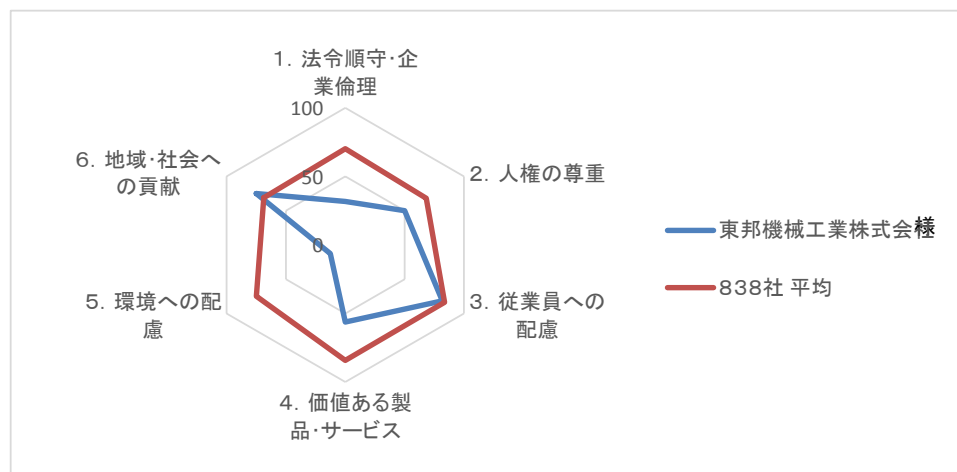 1．法令順守・企
業倫理
100
6．地域・社会へ
の貢献
50
2．人権の尊重
0
東邦機械工業株式会様
838社 平均
5．環境への配
慮
3．従業員への
配慮
4．価値ある製
品・サービス